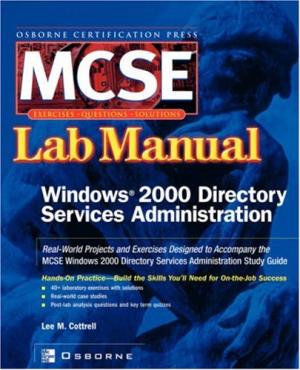 OSBORNE CERTIFICATION PRESS
MCSE
EXERCISES • QUESTIONS • SOLUTIONS
Lab Manual
Windows® 2000 Directory
Services Administration
Real-World Projects and Exercises Designed to Accompany the
MCSE Windows 2000 Directory Services Administration Study Guide
Hands-On Practice—Build the Skills You'll Need for On-the-Job Success
40+ laboratory exercises with solutions
Real-world case studies
Post-lab analysis questions and key term quizzes
Lee M. Cottrell
OSBORNE